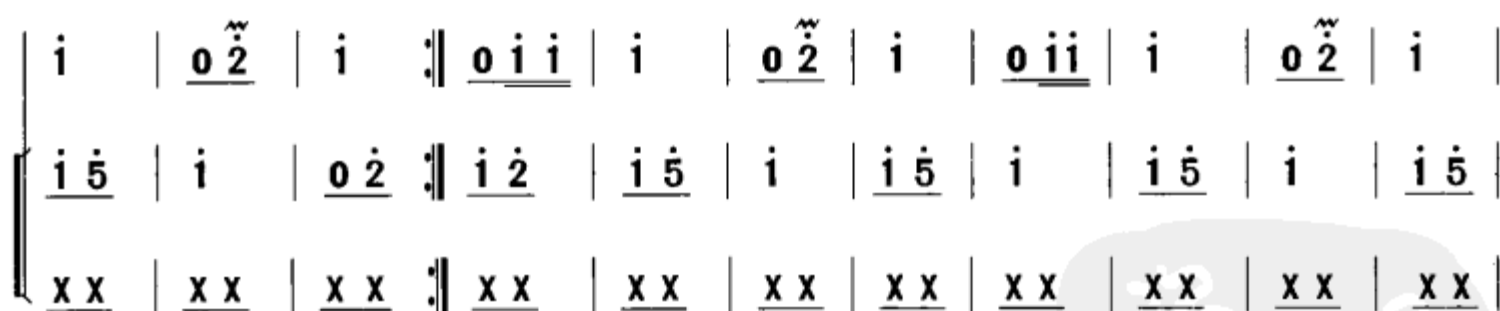 i | 0 2̇ | i :‖ 0 i i | i | 0 2̇ | i | 0 i i | i | 0 2̇ | i |
i 5̇ | i | 0 2̇ :‖ i 2̇ | i 5̇ | i | i 5̇ | i | i 5̇ | i | i 5̇ |
X X | X X | X X :‖ X X | X X | X X | X X | X X | X X | X X | X X